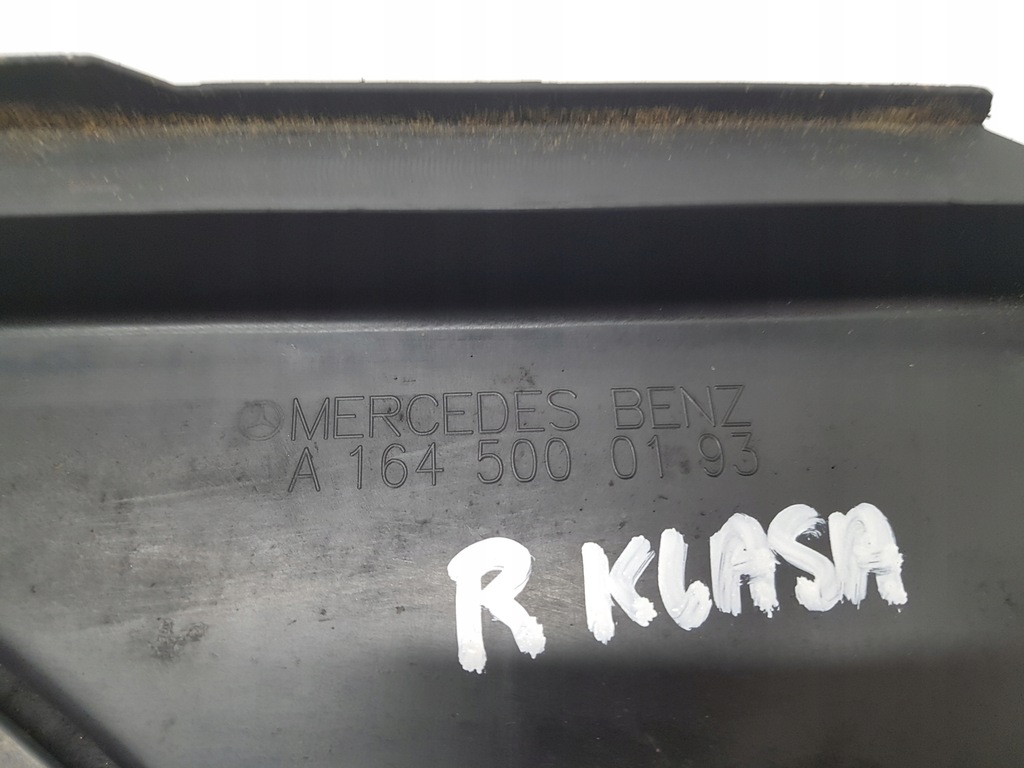 MERCEDES BENZ
A 164 500 01 93
R KLASA